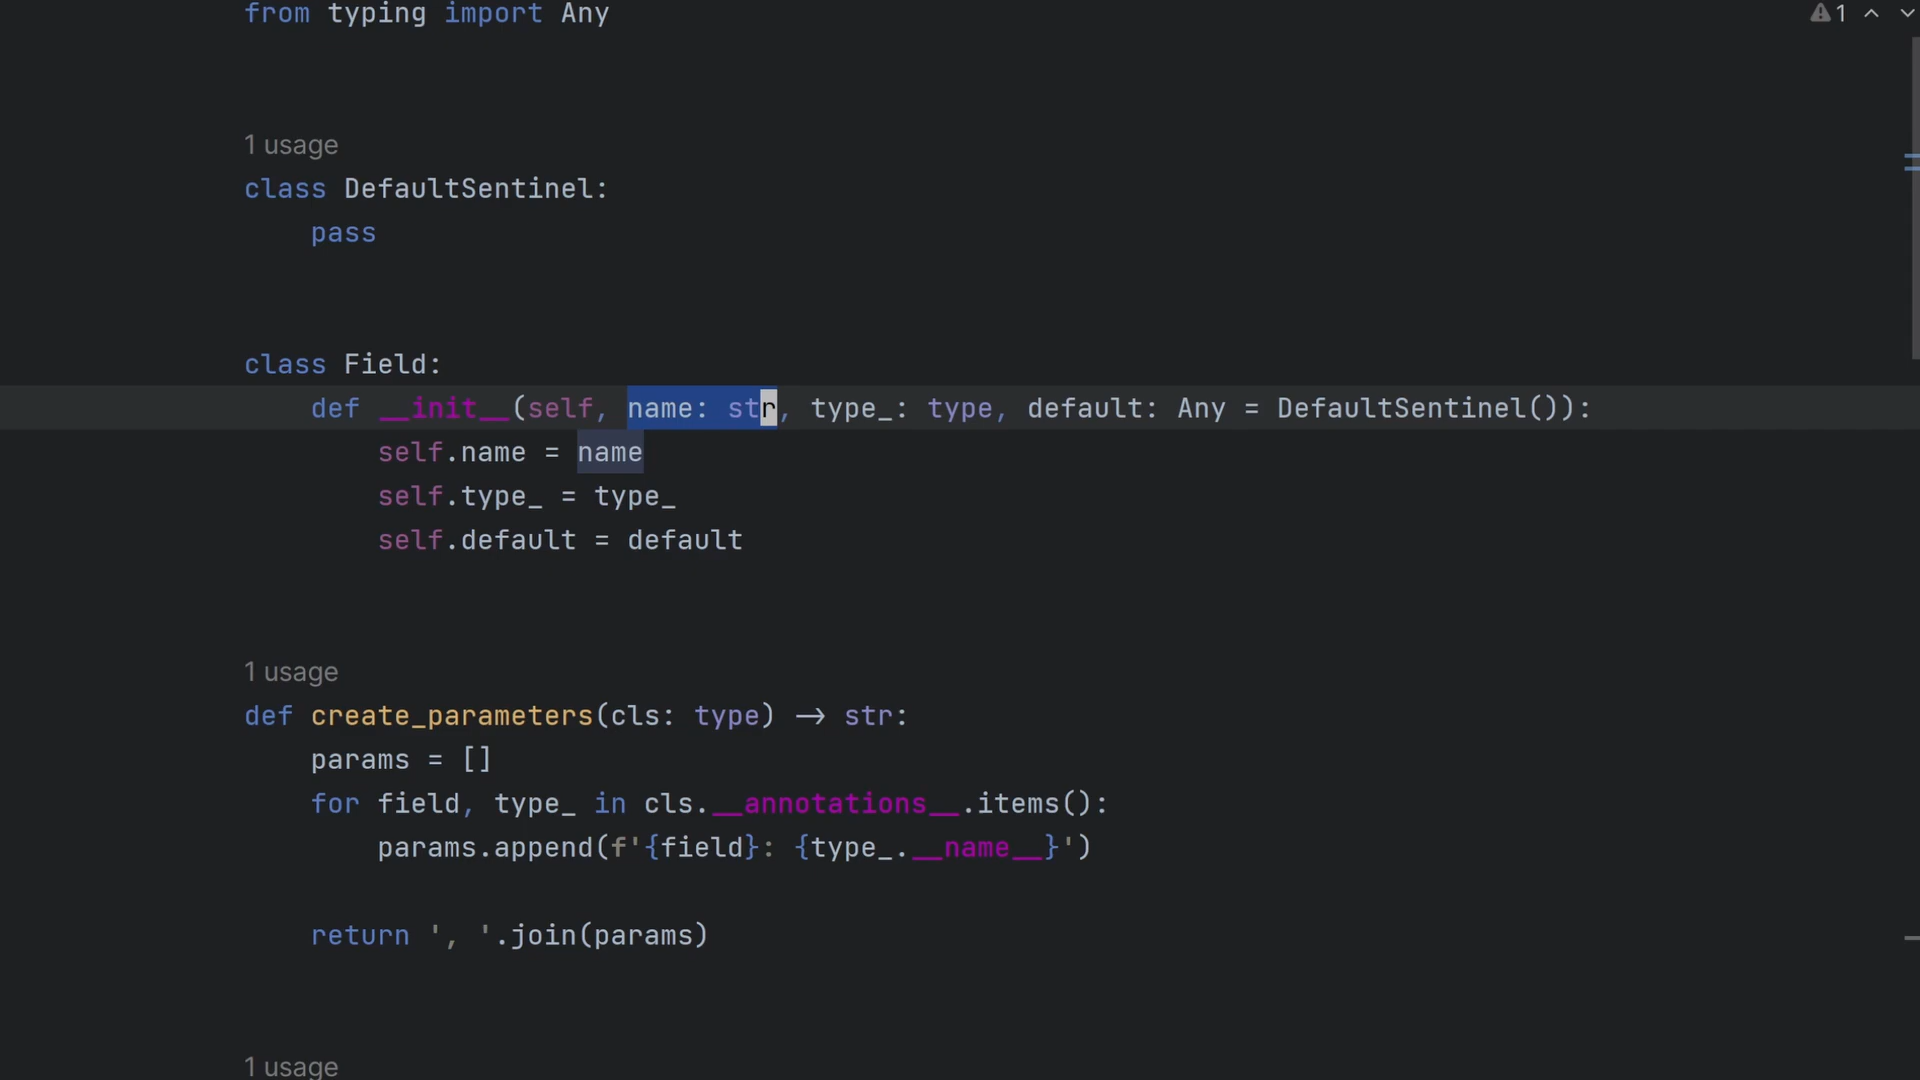 from typing import Any
1
1 usage
class DefaultSentinel:
    pass
class Field:
    def __init__(self, name: str, type_: type, default: Any = DefaultSentinel()):
        self.name = name
        self.type_ = type_
        self.default = default
1 usage
def create_parameters(cls: type) → str:
    params = []
    for field, type_ in cls.__annotations__.items():
        params.append(f'{field}: {type_.__name__}')
    return ', '.join(params)
1 usage